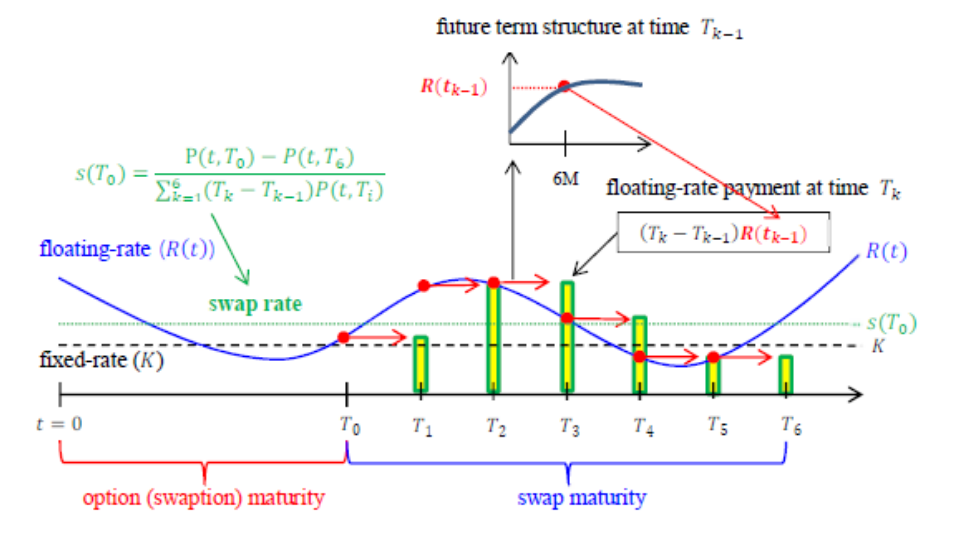 future term structure at time T_{k−1}
R(t_{k−1})
6M
s(T_0) = \frac{P(t, T_0) − P(t, T_6)}{\sum_{k=1}^{6}(T_k − T_{k−1})P(t, T_i)}
floating-rate payment at time T_k
(T_k − T_{k−1})R(t_{k−1})
floating-rate (R(t))
R(t)
swap rate
s(T_0)
K
fixed-rate (K)
t = 0 T_0 T_1 T_2 T_3 T_4 T_5 T_6
option (swaption) maturity
swap maturity